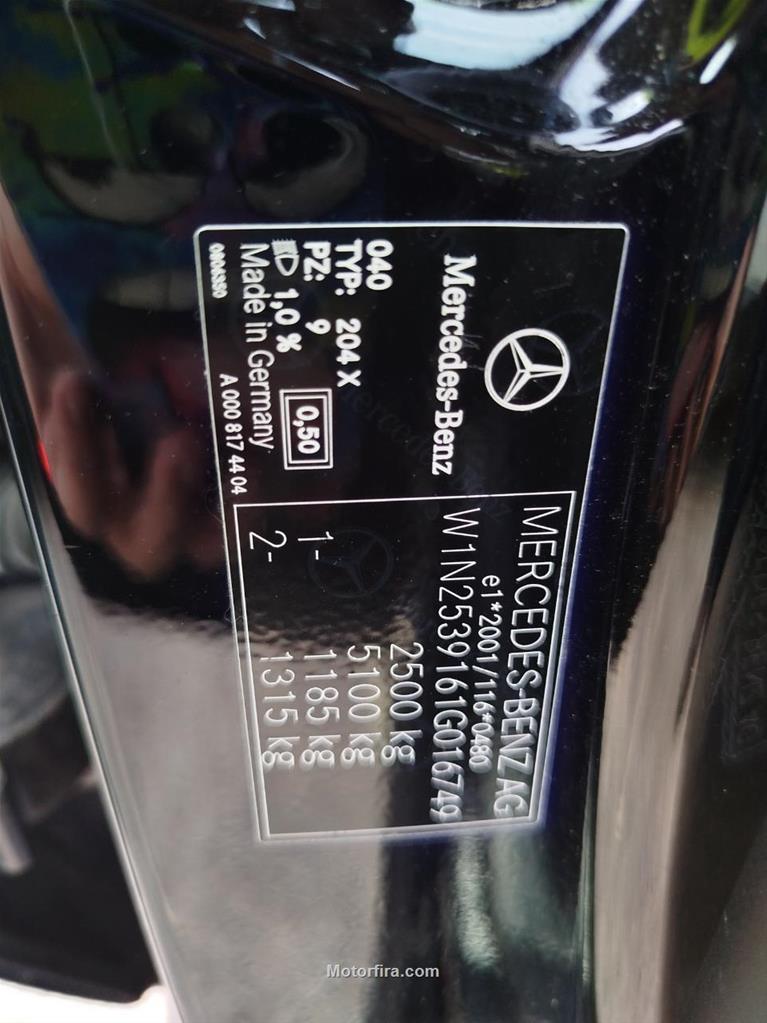 Mercedes-Benz
040
TYP: 204 X
PZ: 9
1,0 %
0,50
Made in Germany
A 000 817 44 04
0804350
MERCEDES-BENZ AG
e1*2001/116*0480
W1N2539161G016749
2500 kg
5100 kg
1- 1185 kg
2- 1315 kg
Motorfira.com